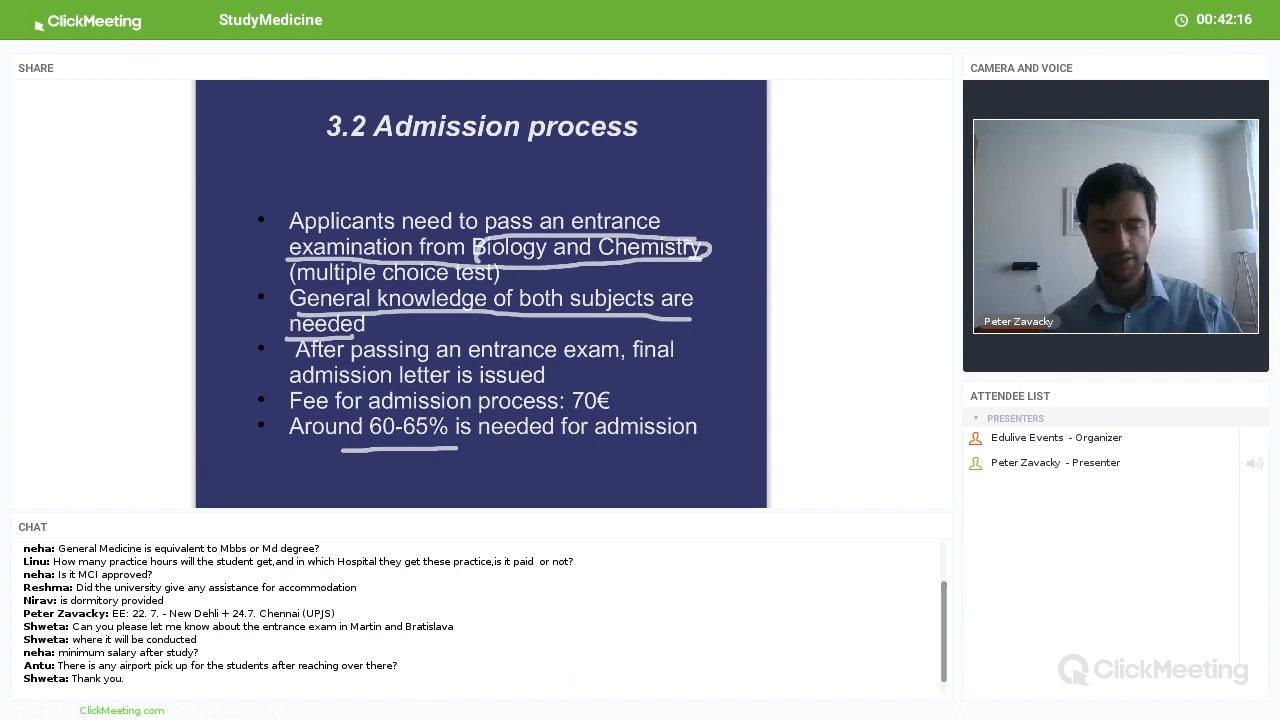 ClickMeeting
StudyMedicine
00:42:16
SHARE
3.2 Admission process
• Applicants need to pass an entrance
examination from Biology and Chemistry
(multiple choice test)
• General knowledge of both subjects are
needed
• After passing an entrance exam, final
admission letter is issued
• Fee for admission process: 70€
• Around 60-65% is needed for admission
CAMERA AND VOICE
Peter Zavacky
ATTENDEE LIST
PRESENTERS
Edulive Events - Organizer
Peter Zavacky - Presenter
CHAT
neha: General Medicine is equivalent to Mbbs or Md degree?
Linu: How many practice hours will the student get,and in which Hospital they get these practice,is it paid or not?
neha: Is it MCI approved?
Reshma: Did the university give any assistance for accommodation
Nirav: is dormitory provided
Peter Zavacky: EE: 22. 7. - New Dehli + 24.7. Chennai (UPJS)
Shweta: Can you please let me know about the entrance exam in Martin and Bratislava
Shweta: where it will be conducted
neha: minimum salary after study?
Antu: There is any airport pick up for the students after reaching over there?
Shweta: Thank you.
ClickMeeting
ClickMeeting.com